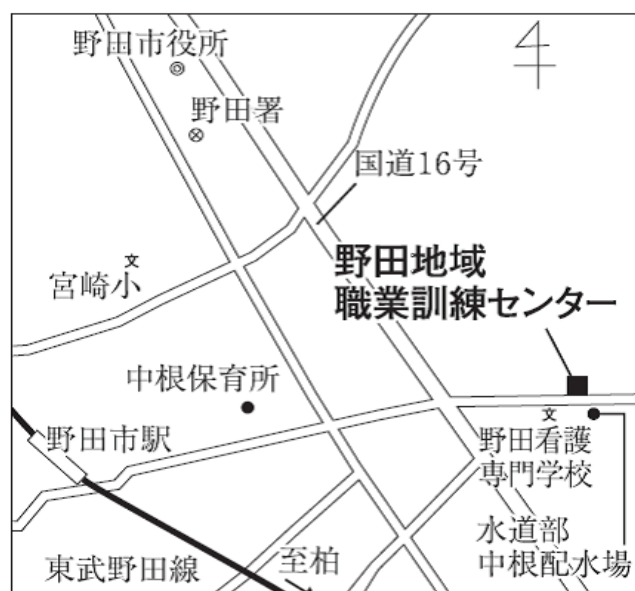 野田市役所
野田署
国道16号
文
宮崎小
野田地域
職業訓練センター
中根保育所
文
野田市駅
野田看護
専門学校
水道部
中根配水場
東武野田線
至柏